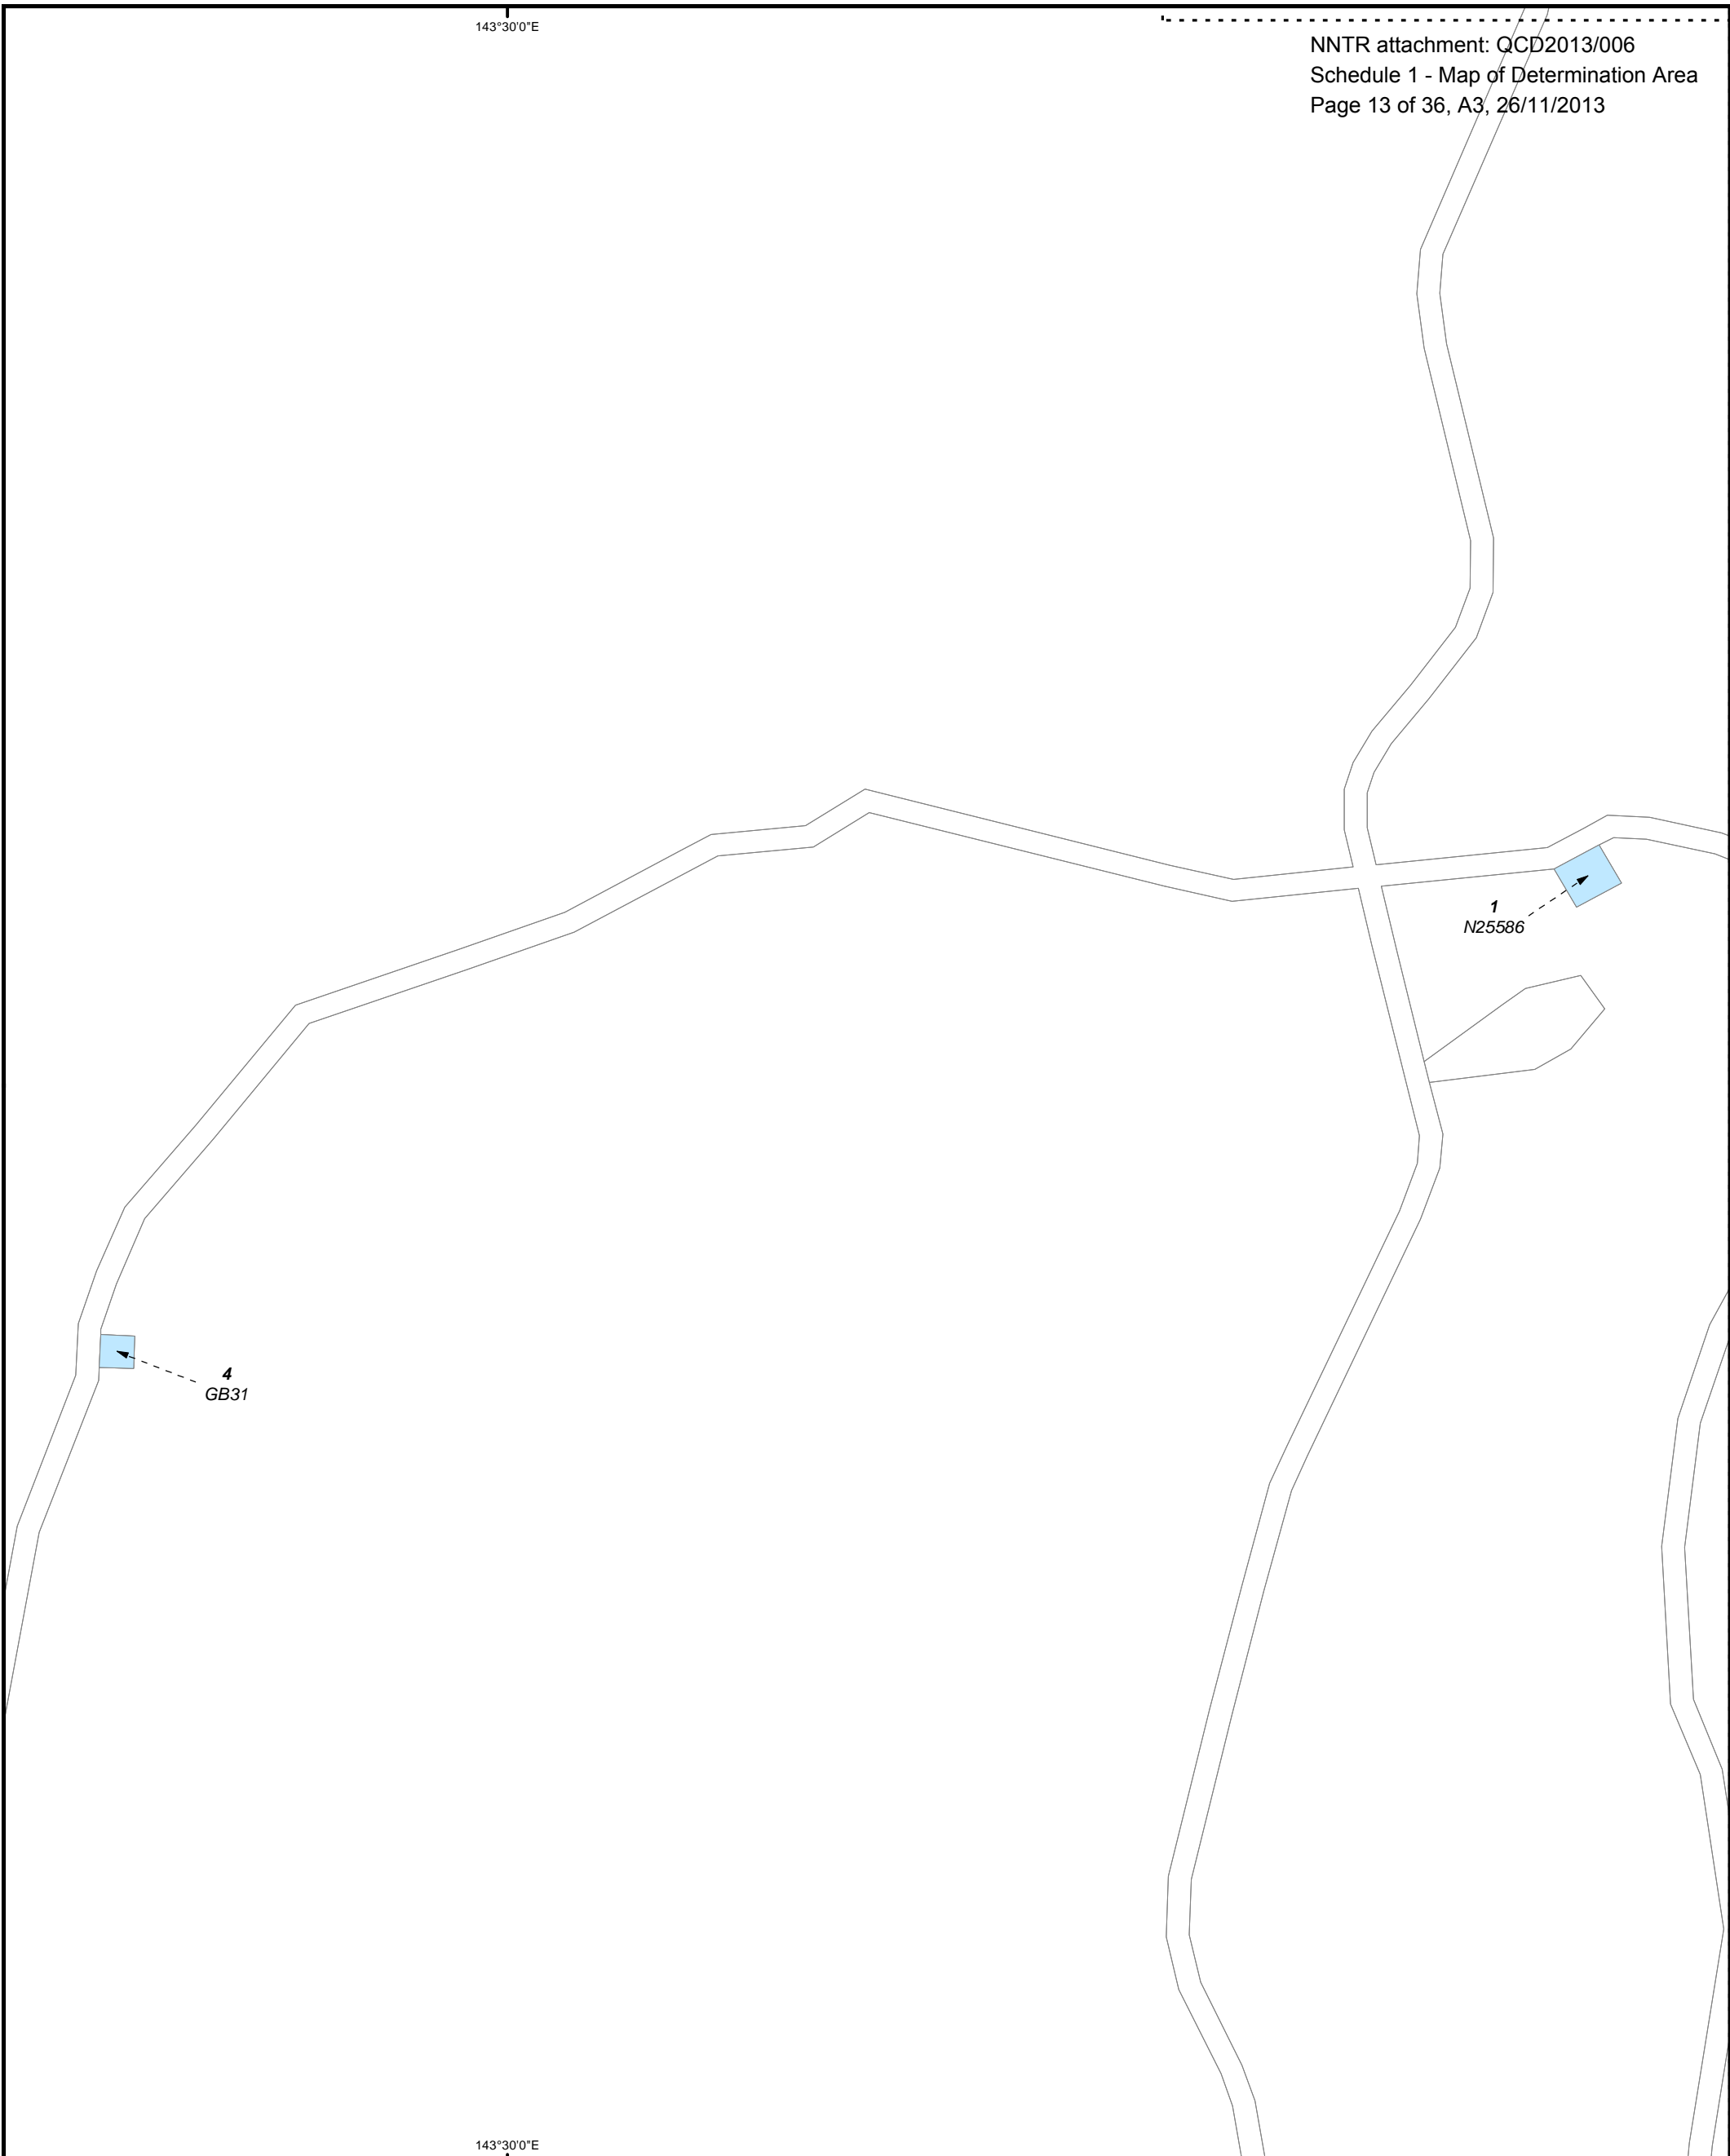 143°30'0"E
NNTR attachment: QCD2013/006
Schedule 1 - Map of Determination Area
Page 13 of 36, A3, 26/11/2013
1
N25586
4
GB31
143°30'0"E